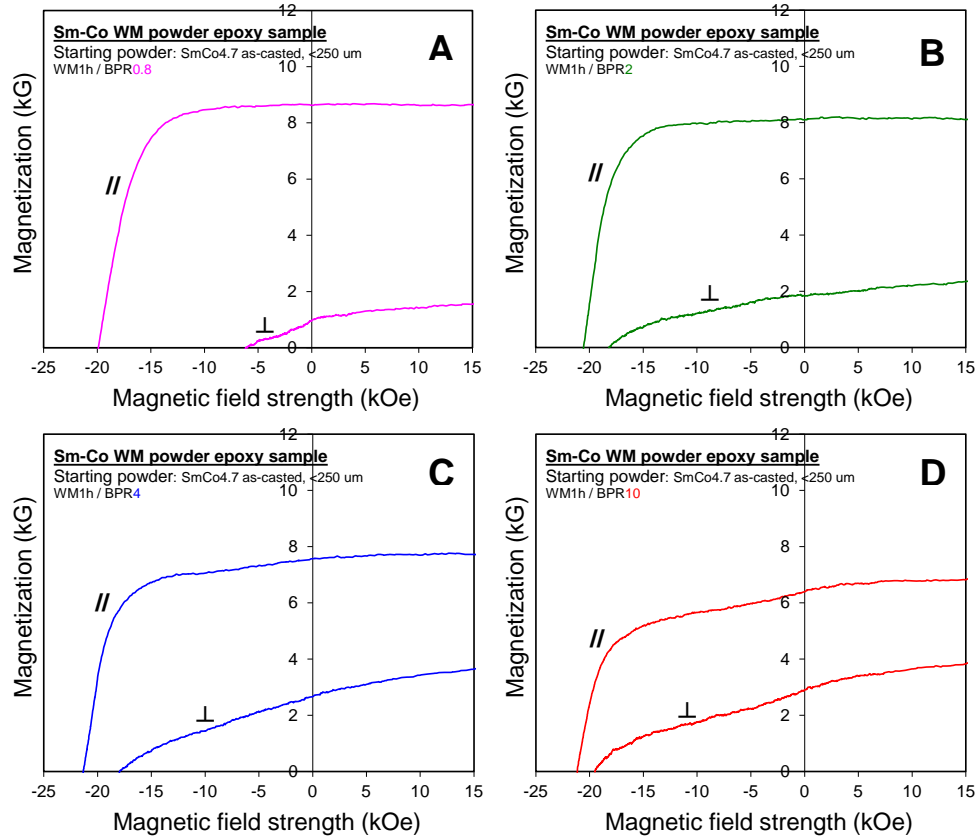 Sm-Co WM powder epoxy sample
Starting powder: SmCo4.7 as-casted, <250 um
WM1h / BPR0.8
A
//
⊥
Magnetization (kG)
12
10
8
6
4
2
0
-25 -20 -15 -10 -5 0 5 10 15
Magnetic field strength (kOe)
Sm-Co WM powder epoxy sample
Starting powder: SmCo4.7 as-casted, <250 um
WM1h / BPR2
B
//
⊥
Magnetization (kG)
12
10
8
6
4
2
0
-25 -20 -15 -10 -5 0 5 10 15
Magnetic field strength (kOe)
Sm-Co WM powder epoxy sample
Starting powder: SmCo4.7 as-casted, <250 um
WM1h / BPR4
C
//
⊥
Magnetization (kG)
12
10
8
6
4
2
0
-25 -20 -15 -10 -5 0 5 10 15
Magnetic field strength (kOe)
Sm-Co WM powder epoxy sample
Starting powder: SmCo4.7 as-casted, <250 um
WM1h / BPR10
D
//
⊥
Magnetization (kG)
12
10
8
6
4
2
0
-25 -20 -15 -10 -5 0 5 10 15
Magnetic field strength (kOe)